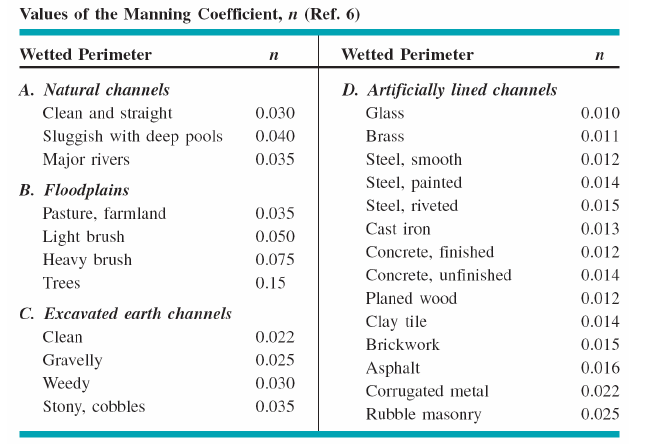 Values of the Manning Coefficient, n (Ref. 6)
Wetted Perimeter n
A. Natural channels
Clean and straight 0.030
Sluggish with deep pools 0.040
Major rivers 0.035
B. Floodplains
Pasture, farmland 0.035
Light brush 0.050
Heavy brush 0.075
Trees 0.15
C. Excavated earth channels
Clean 0.022
Gravelly 0.025
Weedy 0.030
Stony, cobbles 0.035
Wetted Perimeter n
D. Artificially lined channels
Glass 0.010
Brass 0.011
Steel, smooth 0.012
Steel, painted 0.014
Steel, riveted 0.015
Cast iron 0.013
Concrete, finished 0.012
Concrete, unfinished 0.014
Planed wood 0.012
Clay tile 0.014
Brickwork 0.015
Asphalt 0.016
Corrugated metal 0.022
Rubble masonry 0.025